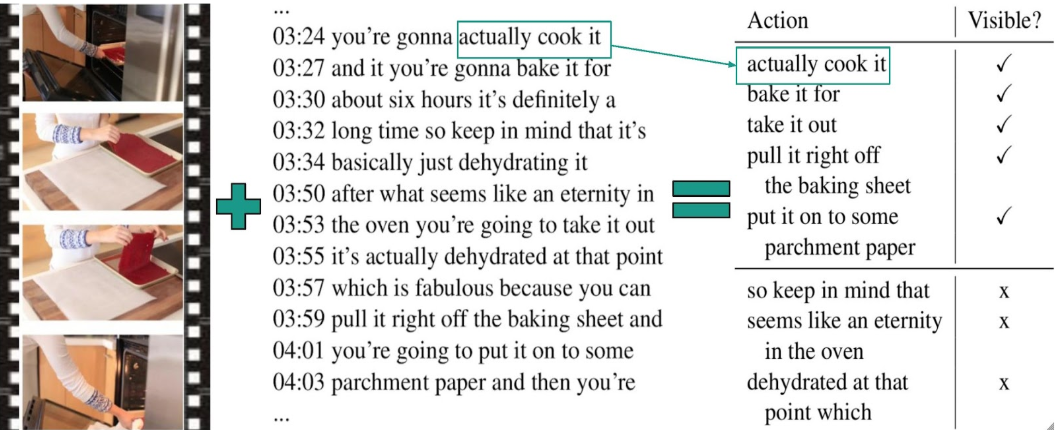 ...
03:24 you're gonna actually cook it
03:27 and it you're gonna bake it for
03:30 about six hours it's definitely a
03:32 long time so keep in mind that it's
03:34 basically just dehydrating it
03:50 after what seems like an eternity in
03:53 the oven you're going to take it out
03:55 it's actually dehydrated at that point
03:57 which is fabulous because you can
03:59 pull it right off the baking sheet and
04:01 you're going to put it on to some
04:03 parchment paper and then you're
...
Action Visible?
actually cook it ✓
bake it for ✓
take it out ✓
pull it right off ✓
the baking sheet
put it on to some ✓
parchment paper
so keep in mind that x
seems like an eternity x
in the oven
dehydrated at that x
point which